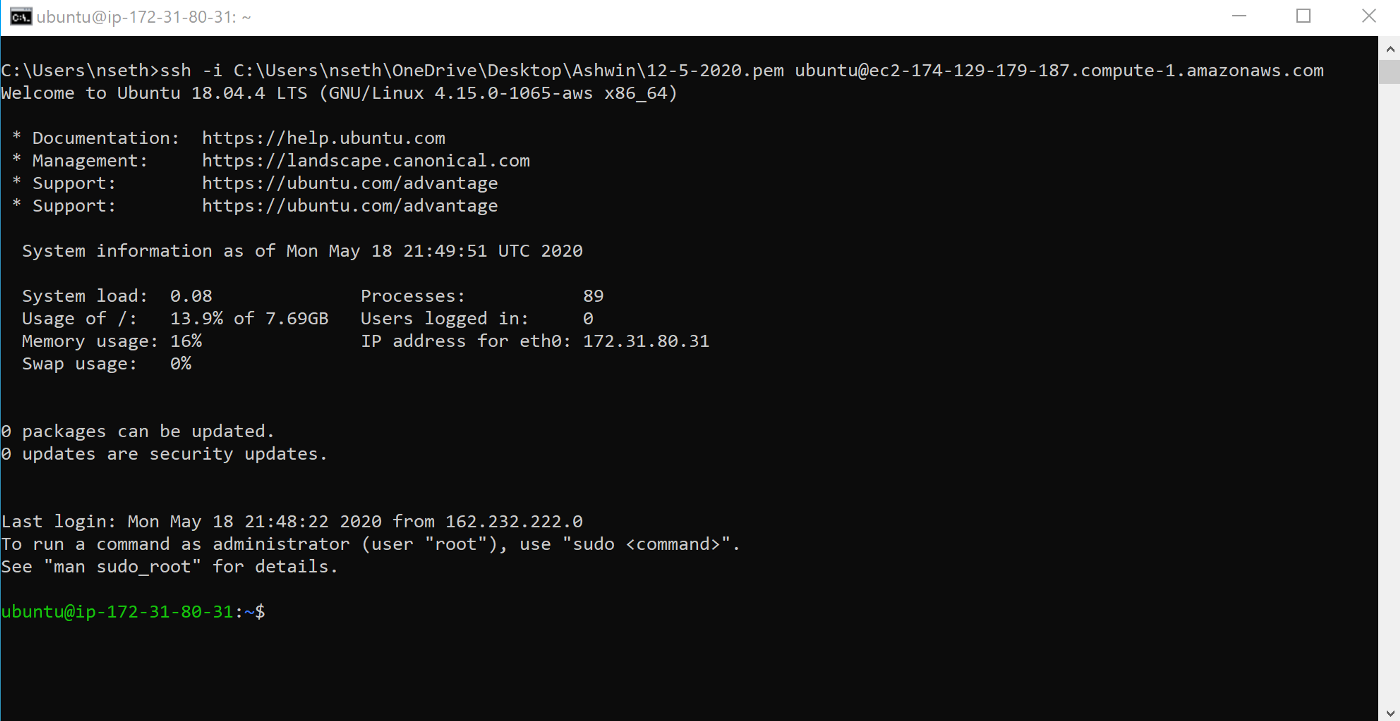 ubuntu@ip-172-31-80-31: ~
C:\Users\nseth>ssh -i C:\Users\nseth\OneDrive\Desktop\Ashwin\12-5-2020.pem ubuntu@ec2-174-129-179-187.compute-1.amazonaws.com
Welcome to Ubuntu 18.04.4 LTS (GNU/Linux 4.15.0-1065-aws x86_64)
* Documentation:  https://help.ubuntu.com
* Management:     https://landscape.canonical.com
* Support:        https://ubuntu.com/advantage
* Support:        https://ubuntu.com/advantage
System information as of Mon May 18 21:49:51 UTC 2020
System load:  0.08              Processes:           89
Usage of /:   13.9% of 7.69GB   Users logged in:     0
Memory usage: 16%               IP address for eth0: 172.31.80.31
Swap usage:   0%
0 packages can be updated.
0 updates are security updates.
Last login: Mon May 18 21:48:22 2020 from 162.232.222.0
To run a command as administrator (user "root"), use "sudo <command>".
See "man sudo_root" for details.
ubuntu@ip-172-31-80-31:~$